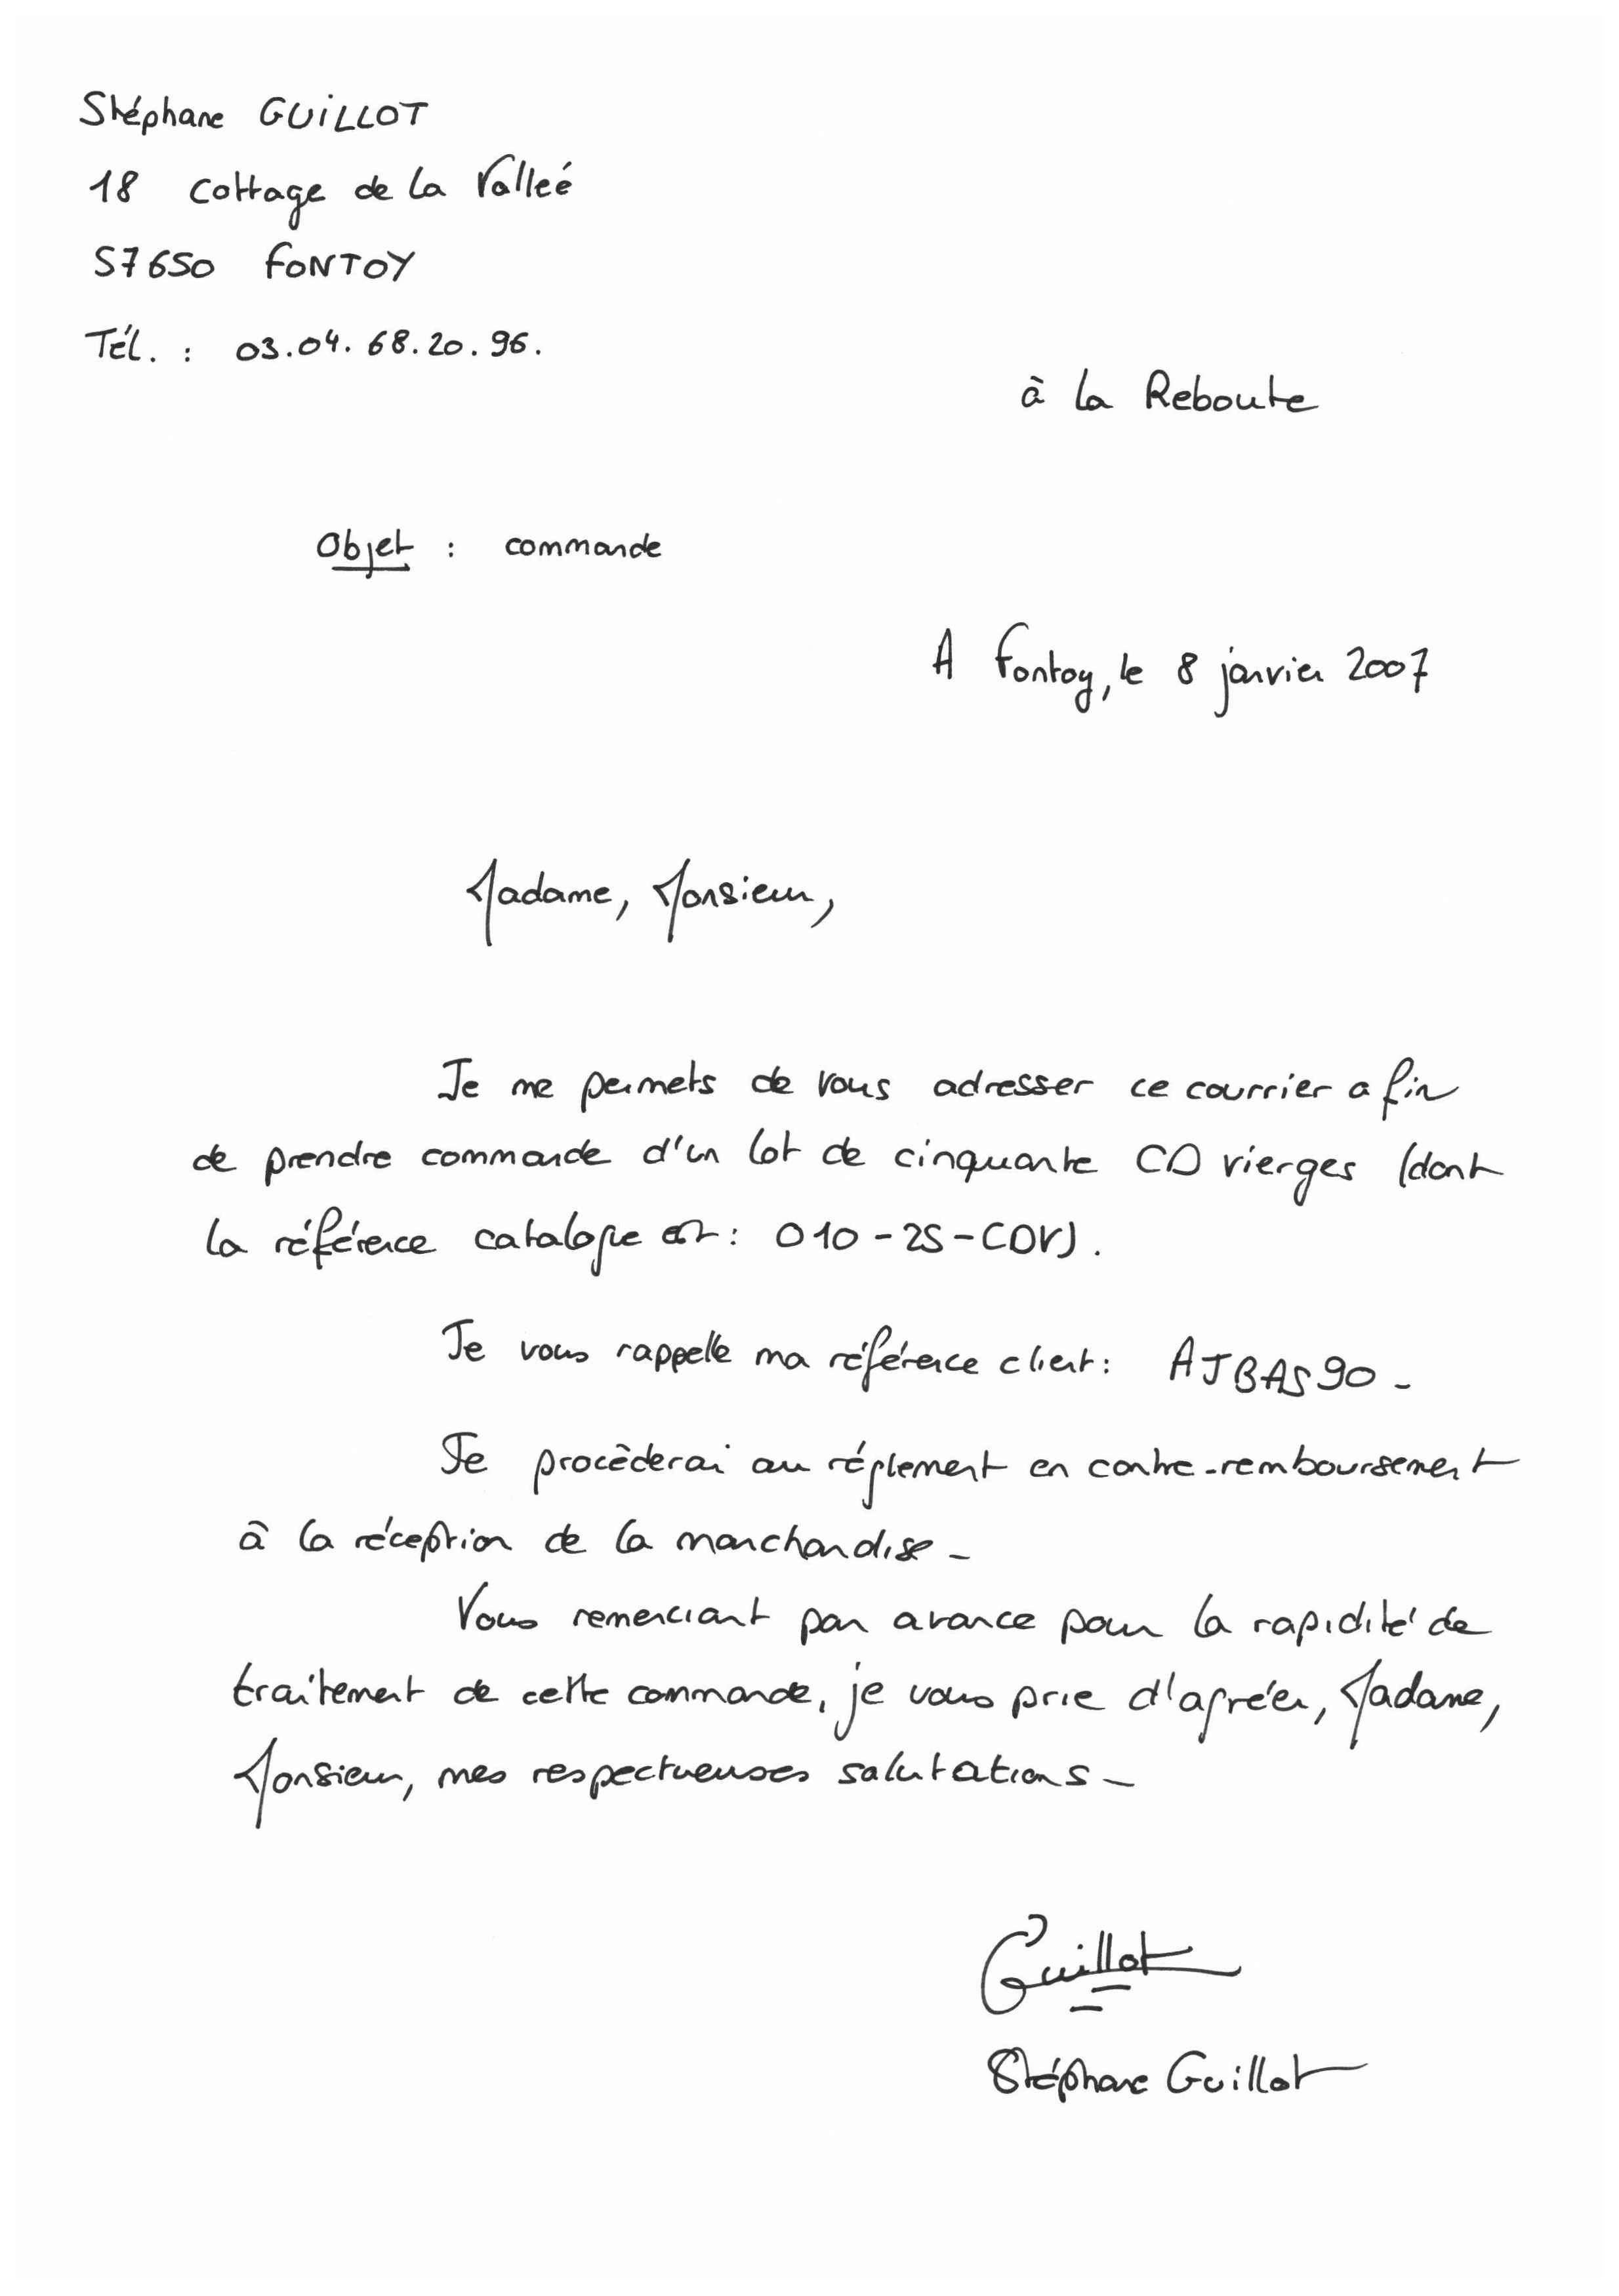 Stéphane GUILLOT
18 Cottage de la Valleé
57650 FONTOY
Tél. : 03.04.68.20.96.
à la Reboute
Objet : commande
A Fontoy, le 8 janvier 2007
Madame, Monsieur,
Je me permets de vous adresser ce courrier afin
de prendre commande d'un lot de cinquante CD vierges (dont
la référence catalogue est : 010-25-CDV).
Je vous rappelle ma référence client : AJBAS90-
Je procèderai au réglement en contre-remboursement
à la réception de la marchandise-
Vous remerciant par avance pour la rapidité de
traitement de cette commande, je vous prie d'agréer, Madame,
Monsieur, mes respectueuses salutations-
Guillot
Stéphane Guillot